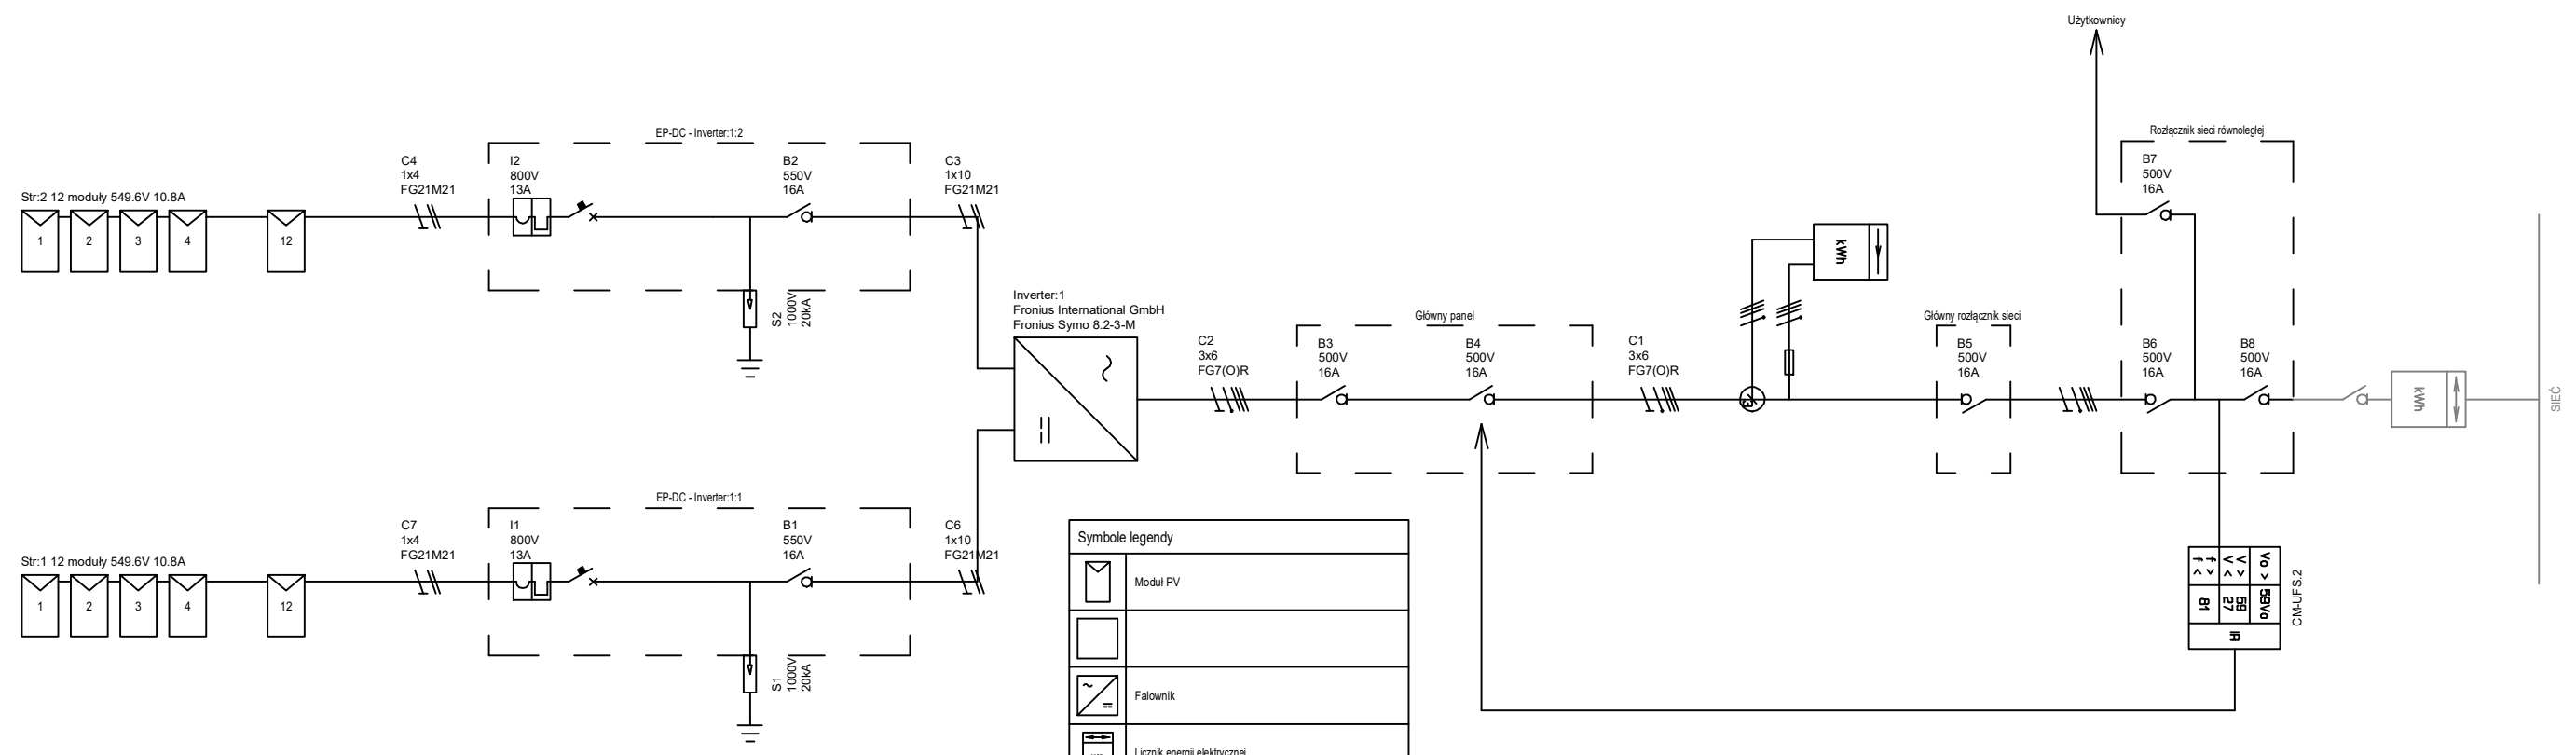 Użytkownicy
EP-DC - Inverter:1:2
Rozłącznik sieci równoległej
C4
1x4
FG21M21
I2
800V
13A
B2
550V
16A
C3
1x10
FG21M21
B7
500V
16A
Str:2 12 moduły 549.6V 10.8A
1 2 3 4 12
kWh
S2
1000V
20kA
Inverter:1
Fronius International GmbH
Fronius Symo 8.2-3-M
Główny panel
Główny rozłącznik sieci
C2
3x6
FG7(O)R
B3
500V
16A
B4
500V
16A
C1
3x6
FG7(O)R
B5
500V
16A
B6
500V
16A
B8
500V
16A
kWh
SIEĆ
EP-DC - Inverter:1:1
C7
1x4
FG21M21
I1
800V
13A
B1
550V
16A
C6
1x10
FG21M21
Str:1 12 moduły 549.6V 10.8A
1 2 3 4 12
S1
1000V
20kA
Symbole legendy
Moduł PV
Falownik
Licznik energii elektrycznej
Vo > 59Vo
V > 59
V < 27
f > 81
f <
CM-UFS.2